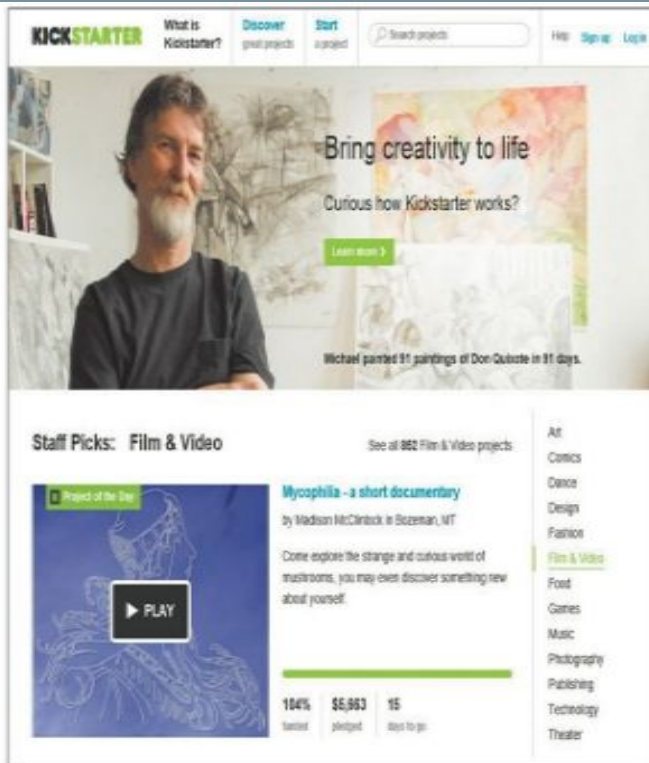 KICKSTARTER
What is
Kickstarter?
Discover
great projects
Start
a project
Search projects
Help Sign up Log in
Bring creativity to life
Curious how Kickstarter works?
Learn more
Michael painted 91 paintings of Don Quixote in 91 days.
Staff Picks: Film & Video
See all 862 Film & Video projects
Project of the Day
PLAY
Mycophilia - a short documentary
by Madison McClintock in Bozeman, MT
Come explore the strange and curious world of
mushrooms, you may even discover something new
about yourself.
104%
funded
$5,663
pledged
15
days to go
Art
Comics
Dance
Design
Fashion
Film & Video
Food
Games
Music
Photography
Publishing
Technology
Theater